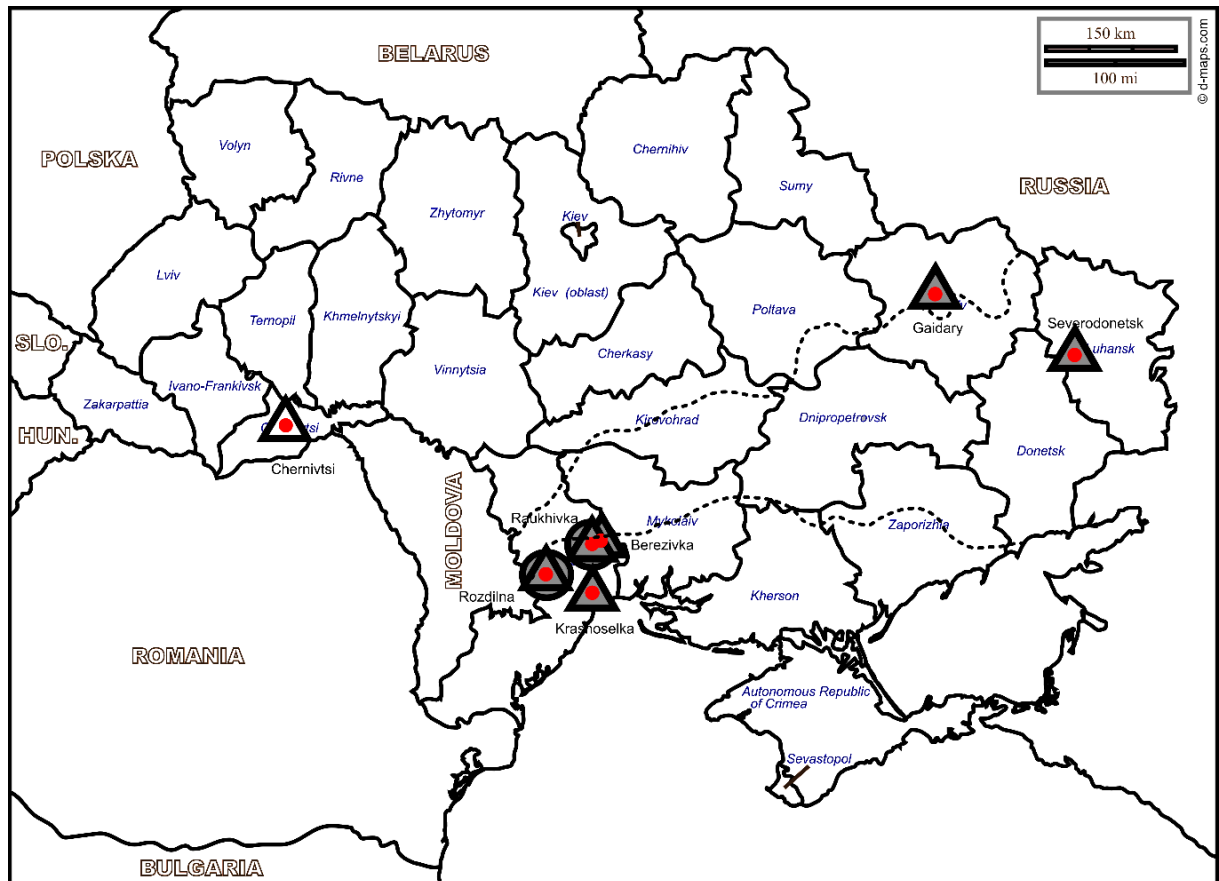 150 km
100 mi
© d-maps.com
BELARUS
POLSKA
RUSSIA
Volyn
Rivne
Zhytomyr
Chernihiv
Sumy
Kiev
Lviv
Ternopil
Khmelnytskyi
Kiev (oblast)
Poltava
Gaidary
Severodonetsk
uhansk
SLO.
Cherkasy
Ivano-Frankivsk
Vinnytsia
Zakarpattia
HUN.
Chernivtsi
Kirovohrad
Dnipropetrovsk
Donetsk
MOLDOVA
Raukhivka
Mykolaiv
Zaporizhia
Berezivka
Rozdilna
Krasnoselka
Kherson
ROMANIA
Autonomous Republic
of Crimea
Sevastopol
BULGARIA